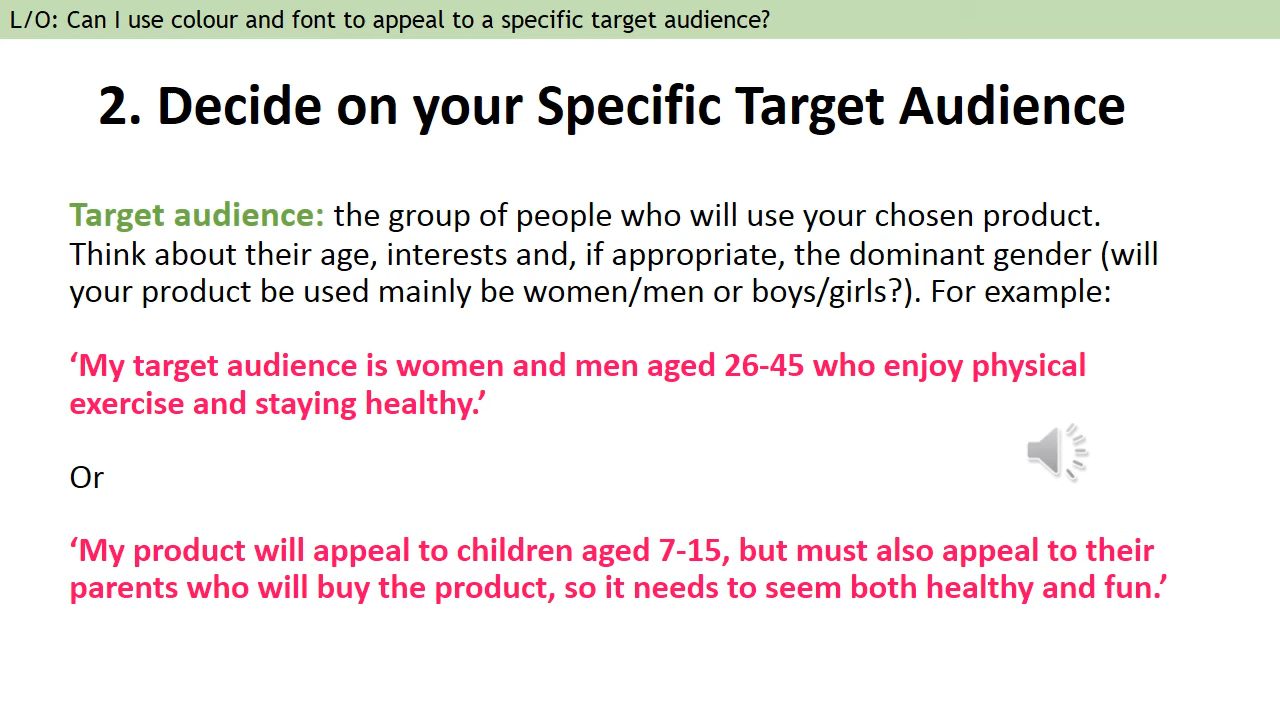 L/O: Can I use colour and font to appeal to a specific target audience?
2. Decide on your Specific Target Audience
Target audience: the group of people who will use your chosen product.
Think about their age, interests and, if appropriate, the dominant gender (will
your product be used mainly be women/men or boys/girls?). For example:
‘My target audience is women and men aged 26-45 who enjoy physical
exercise and staying healthy.’
Or
‘My product will appeal to children aged 7-15, but must also appeal to their
parents who will buy the product, so it needs to seem both healthy and fun.’